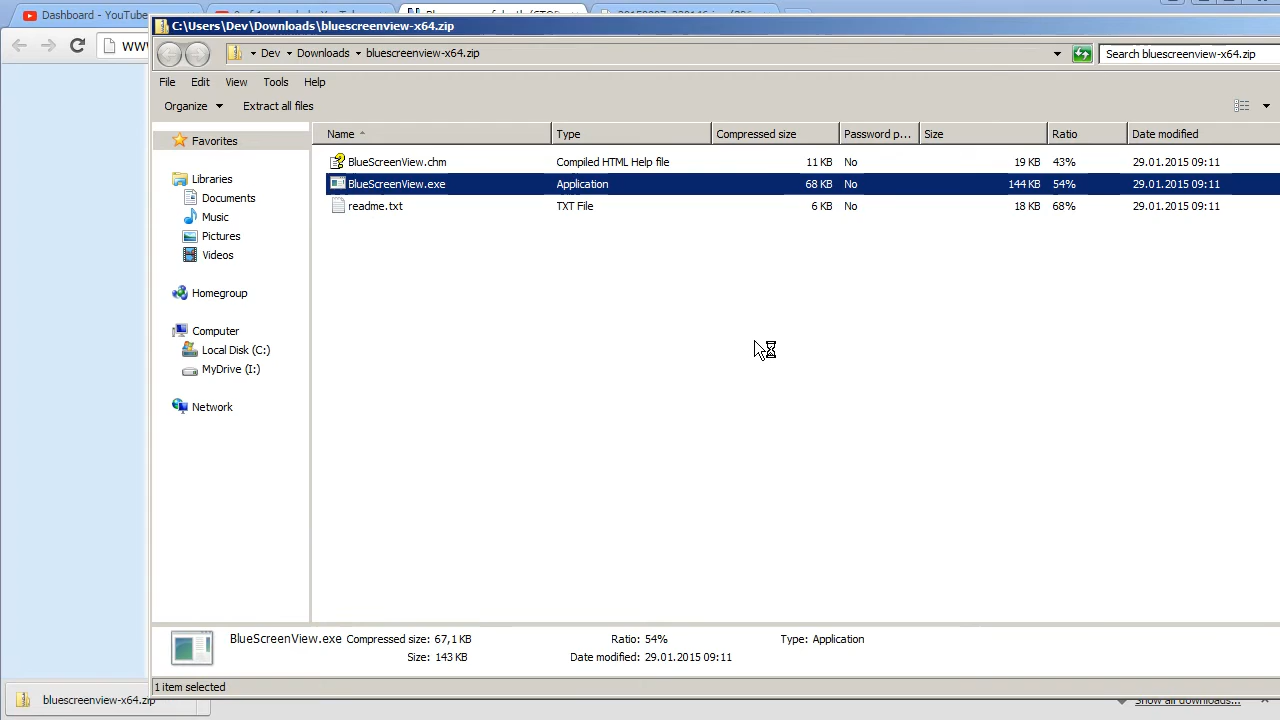 Dashboard - YouTube
C:\Users\Dev\Downloads\bluescreenview-x64.zip
www
Dev Downloads bluescreenview-x64.zip Search bluescreenview-x64.zip
File Edit View Tools Help
Organize Extract all files
Name Type Compressed size Password p... Size Ratio Date modified
Favorites
BlueScreenView.chm Compiled HTML Help file 11 KB No 19 KB 43% 29.01.2015 09:11
BlueScreenView.exe Application 68 KB No 144 KB 54% 29.01.2015 09:11
readme.txt TXT File 6 KB No 18 KB 68% 29.01.2015 09:11
Libraries
Documents
Music
Pictures
Videos
Homegroup
Computer
Local Disk (C:)
MyDrive (I:)
Network
BlueScreenView.exe Compressed size: 67,1 KB Ratio: 54% Type: Application
Size: 143 KB Date modified: 29.01.2015 09:11
1 item selected
bluescreenview-x64.zip Show all downloads...